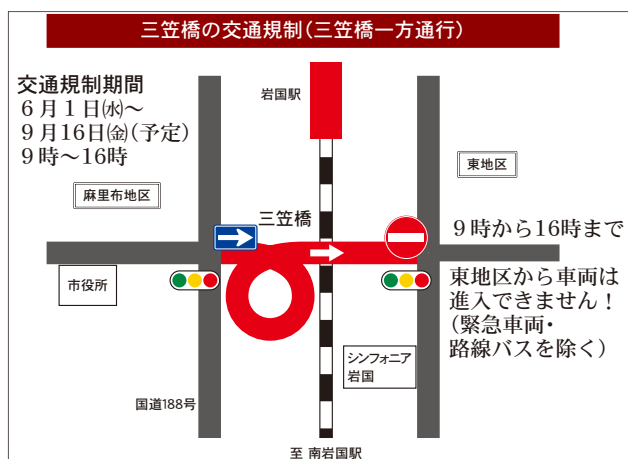 三笠橋の交通規制(三笠橋一方通行)
交通規制期間
6月1日㈬～
9月16日㈮(予定)
9時～16時
岩国駅
東地区
麻里布地区
三笠橋
9時から16時まで
市役所
東地区から車両は
進入できません！
(緊急車両・
路線バスを除く)
シンフォニア
岩国
国道188号
至 南岩国駅